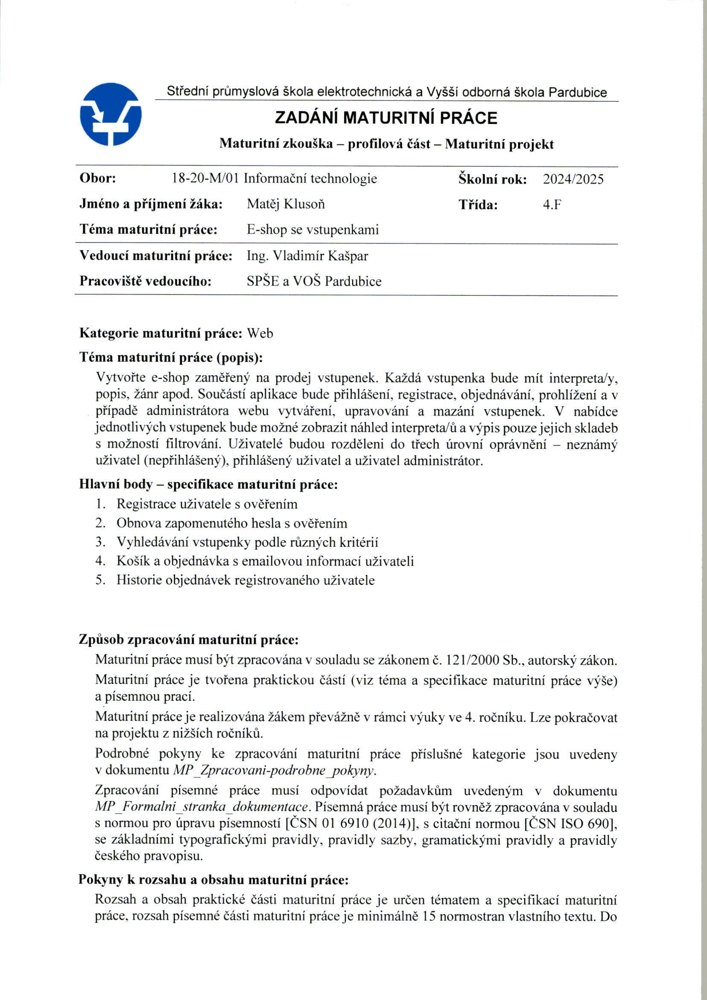 Střední průmyslová škola elektrotechnická a Vyšší odborná škola Pardubice
ZADÁNÍ MATURITNÍ PRÁCE
Maturitní zkouška – profilová část – Maturitní projekt
Obor: 18-20-M/01 Informační technologie Školní rok: 2024/2025
Jméno a příjmení žáka: Matěj Klusoň Třída: 4.F
Téma maturitní práce: E-shop se vstupenkami
Vedoucí maturitní práce: Ing. Vladimír Kašpar
Pracoviště vedoucího: SPŠE a VOŠ Pardubice
Kategorie maturitní práce: Web
Téma maturitní práce (popis):
Vytvořte e-shop zaměřený na prodej vstupenek. Každá vstupenka bude mít interpreta/y,
popis, žánr apod. Součástí aplikace bude přihlášení, registrace, objednávání, prohlížení a v
případě administrátora webu vytváření, upravování a mazání vstupenek. V nabídce
jednotlivých vstupenek bude možné zobrazit náhled interpreta/ů a výpis pouze jejich skladeb
s možností filtrování. Uživatelé budou rozděleni do třech úrovní oprávnění – neznámý
uživatel (nepřihlášený), přihlášený uživatel a uživatel administrátor.
Hlavní body – specifikace maturitní práce:
1. Registrace uživatele s ověřením
2. Obnova zapomenutého hesla s ověřením
3. Vyhledávání vstupenky podle různých kritérií
4. Košík a objednávka s emailovou informací uživateli
5. Historie objednávek registrovaného uživatele
Způsob zpracování maturitní práce:
Maturitní práce musí být zpracována v souladu se zákonem č. 121/2000 Sb., autorský zákon.
Maturitní práce je tvořena praktickou částí (viz téma a specifikace maturitní práce výše)
a písemnou prací.
Maturitní práce je realizována žákem převážně v rámci výuky ve 4. ročníku. Lze pokračovat
na projektu z nižších ročníků.
Podrobné pokyny ke zpracování maturitní práce příslušné kategorie jsou uvedeny
v dokumentu MP_Zpracovani-podrobne_pokyny.
Zpracování písemné práce musí odpovídat požadavkům uvedeným v dokumentu
MP_Formalni_stranka_dokumentace. Písemná práce musí být rovněž zpracována v souladu
s normou pro úpravu písemností [ČSN 01 6910 (2014)], s citační normou [ČSN ISO 690],
se základními typografickými pravidly, pravidly sazby, gramatickými pravidly a pravidly
českého pravopisu.
Pokyny k rozsahu a obsahu maturitní práce:
Rozsah a obsah praktické části maturitní práce je určen tématem a specifikací maturitní
práce, rozsah písemné části maturitní práce je minimálně 15 normostran vlastního textu. Do